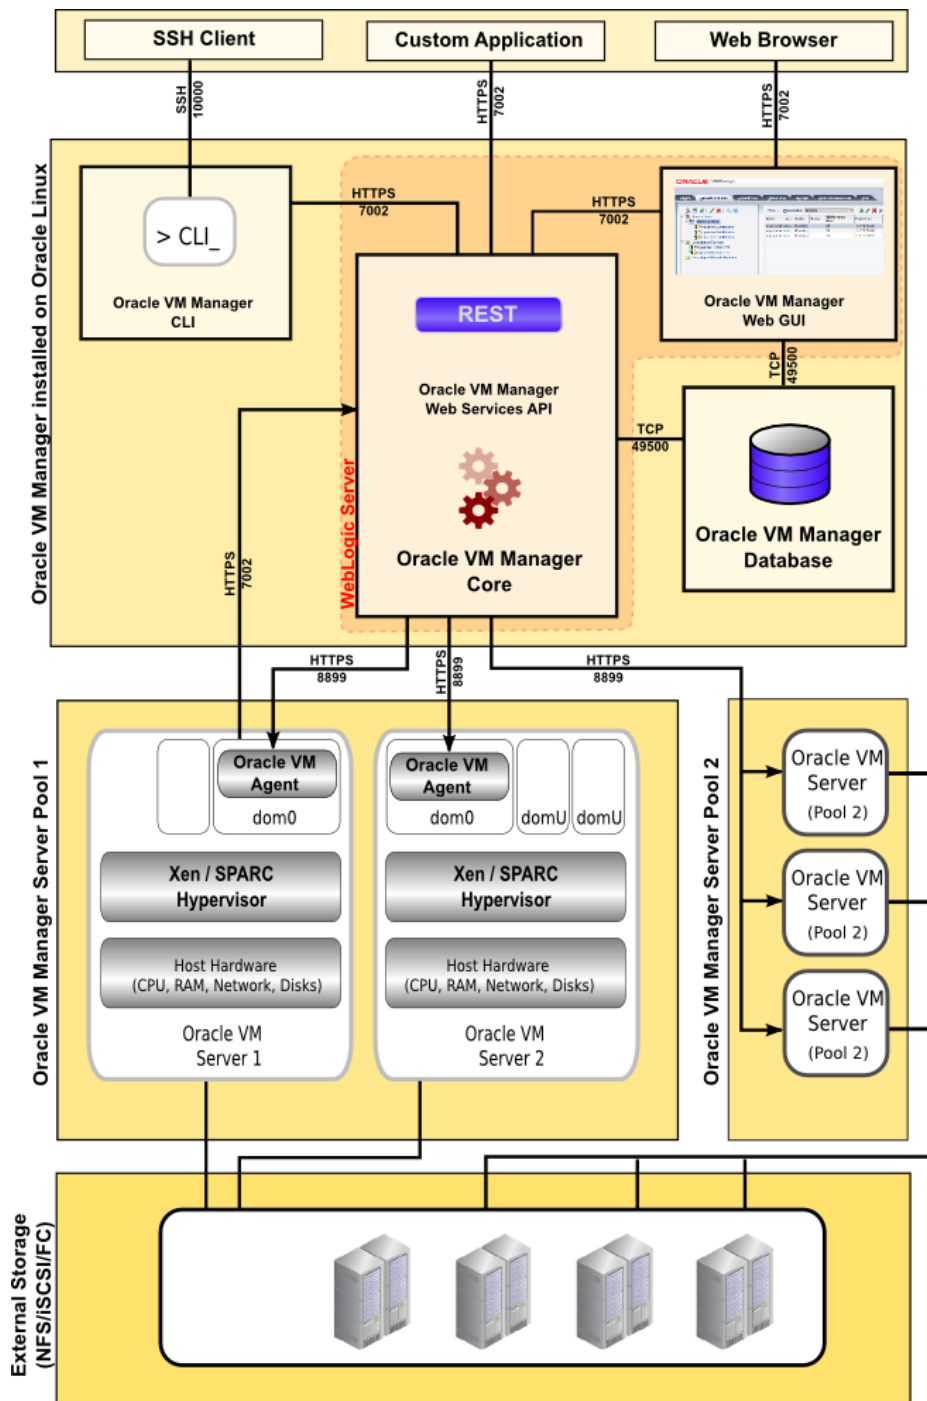 SSH Client
Custom Application
Web Browser
SSH
10000
HTTPS
7002
HTTPS
7002
Oracle VM Manager installed on Oracle Linux
> CLI_
Oracle VM Manager
CLI
HTTPS
7002
HTTPS
7002
ORACLE
Oracle VM Manager
Web GUI
REST
Oracle VM Manager
Web Services API
TCP
49500
TCP
49500
WebLogic Server
Oracle VM Manager
Core
Oracle VM Manager
Database
HTTPS
7002
HTTPS
8899
HTTPS
8899
HTTPS
8899
Oracle VM Manager Server Pool 1
Oracle VM
Agent
dom0
Xen / SPARC
Hypervisor
Host Hardware
(CPU, RAM, Network, Disks)
Oracle VM
Server 1
Oracle VM
Agent
dom0
domU
domU
Xen / SPARC
Hypervisor
Host Hardware
(CPU, RAM, Network, Disks)
Oracle VM
Server 2
Oracle VM Manager Server Pool 2
Oracle VM
Server
(Pool 2)
Oracle VM
Server
(Pool 2)
Oracle VM
Server
(Pool 2)
External Storage
(NFS/iSCSI/FC)